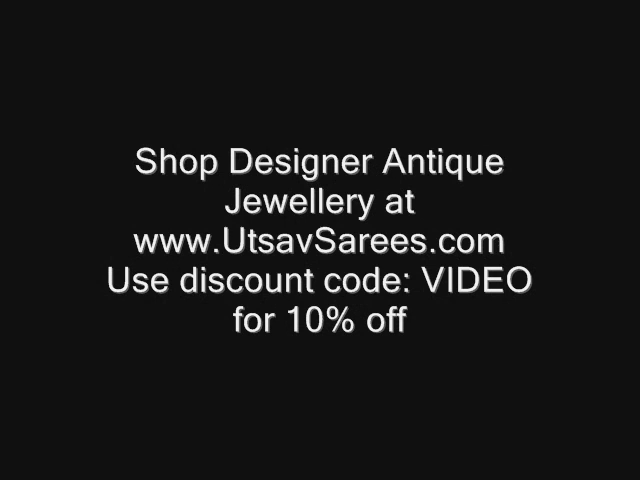 Shop Designer Antique
Jewellery at
www.UtsavSarees.com
Use discount code: VIDEO
for 10% off